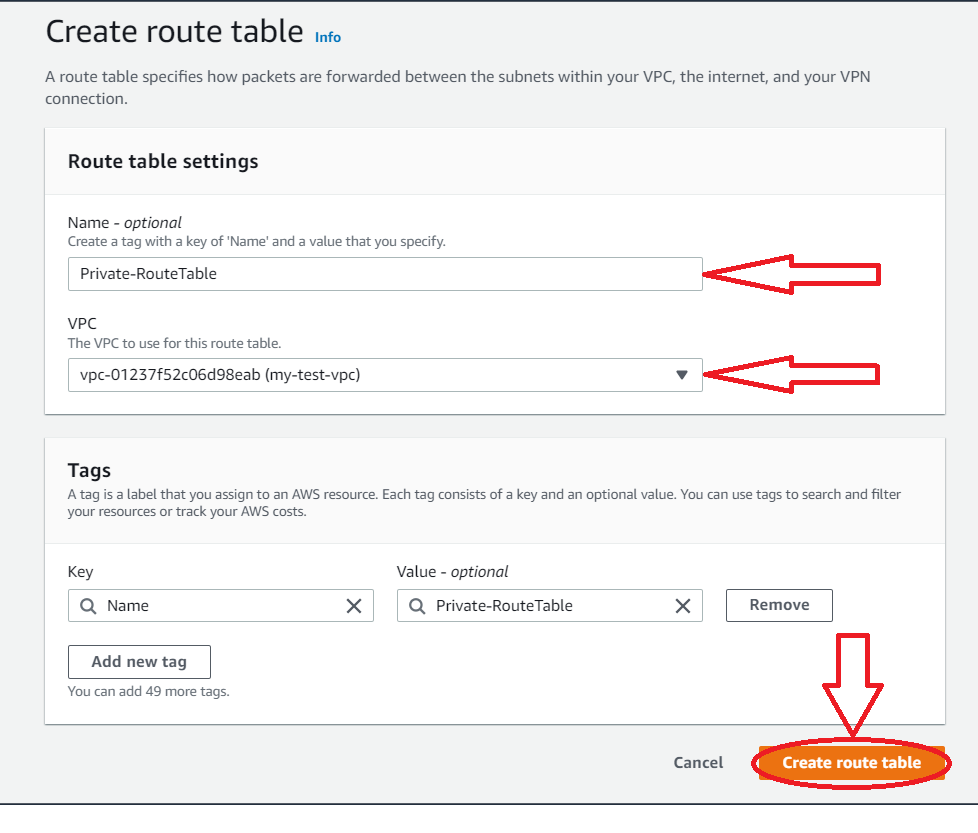 Create route table Info
A route table specifies how packets are forwarded between the subnets within your VPC, the internet, and your VPN
connection.
Route table settings
Name - optional
Create a tag with a key of 'Name' and a value that you specify.
Private-RouteTable
VPC
The VPC to use for this route table.
vpc-01237f52c06d98eab (my-test-vpc)
Tags
A tag is a label that you assign to an AWS resource. Each tag consists of a key and an optional value. You can use tags to search and filter
your resources or track your AWS costs.
Key Value - optional
Name Private-RouteTable Remove
Add new tag
You can add 49 more tags.
Cancel Create route table